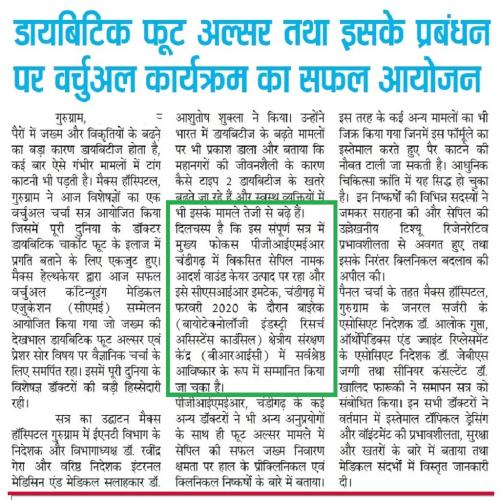 डायबिटिक फूट अल्सर तथा इसके प्रबंधन
पर वर्चुअल कार्यक्रम का सफल आयोजन
गुरुग्राम,
पैरों में जख्म और विकृतियों के बढ़ने
का बड़ा कारण डायबिटीज होता है,
कई बार ऐसे गंभीर मामलों में टांग
काटनी भी पड़ती है। मैक्स हॉस्पिटल,
गुरुग्राम ने आज विशेषज्ञों का एक
वर्चुअल चर्चा सत्र आयोजित किया
जिसमें पूरी दुनिया के डॉक्टर
डायबिटिक चार्कोट फूट के इलाज में
प्रगति बताने के लिए एकजुट हुए।
मैक्स हेल्थकेयर द्वारा आज सफल
वर्चुअल कॉटिन्यूइंग मेडिकल
एजुकेशन (सीएमई) सम्मेलन
आयोजित किया गया जो जख्म की
देखभाल डायबिटिक फूट अल्सर एवं
प्रेशर सोर विषय पर वैज्ञानिक चर्चा के
लिए समर्पित रहा। इसमें पूरी दुनिया के
विशेषज्ञ डॉक्टरों की बड़ी हिस्सेदारी
रही।
सत्र का उद्घाटन मैक्स
हॉस्पिटल गुरुग्राम में ईएनटी विभाग के
निदेशक और विभागाध्यक्ष डॉ. रवींद्र
गेरा और वरिष्ठ निदेशक इंटरनल
मेडिसिन एंड मेडिकल सलाहकार डॉ.
आशुतोष शुक्ला ने किया। उन्होंने
भारत में डायबिटीज के बढ़ते मामलों
पर भी प्रकाश डाला और बताया कि
महानगरों की जीवनशैली के कारण
कैसे टाइप 2 डायबिटीज के खतरे
बढ़ते जा रहे हैं और स्वस्थ व्यक्तियों में
भी इसके मामले तेजी से बढ़े हैं।
दिलचस्प है कि इस संपूर्ण सत्र में
मुख्य फोकस पीजीआईएमईआर
चंडीगढ़ में विकसित सेपिल नामक
आदर्श वाउंड केयर उत्पाद पर रहा और
इसे सीएसआईआर इमटेक, चंडीगढ़ में
फरवरी 2020 के दौरान बाईरेक
(बायोटेक्नोलॉजी इंडस्ट्री रिसर्च
असिस्टेंस काउंसिल) क्षेत्रीय संरक्षण
केंद्र (बीआरआईसी) में सर्वश्रेष्ठ
आविष्कार के रूप में सम्मानित किया
जा चुका है।
पीजीआईएमईआर, चंडीगढ़ के कई
अन्य डॉक्टरों ने भी अन्य अनुप्रयोगों
के साथ ही फूट अल्सर मामले में
सेपिल की सफल जख्म निवारण
क्षमता पर हाल के प्रीक्लिनिकल एवं
क्लिनिकल निष्कर्षों के बारे में बताया।
इस तरह के कई अन्य मामलों का भी
जिक्र किया गया जिनमें इस फॉर्मूले का
इस्तेमाल करते हुए पैर काटने की
नौबत टाली जा सकती है। आधुनिक
चिकित्सा क्रांति में यह सिद्ध हो चुका
है। इन निष्कर्षों की विभिन्न सदस्यों ने
जमकर सराहना की और सेपिल की
उल्लेखनीय टिश्यू रिजेनरेटिव
प्रभावशीलता से अवगत हुए तथा
इसके निरंतर क्लिनिकल बदलाव की
अपील की।
पैनल चर्चा के तहत मैक्स हॉस्पिटल,
गुरुग्राम के जनरल सर्जरी के
एसोसिएट निदेशक डॉ. आलोक गुप्ता,
ऑर्थोपेडिक्स एंड ज्वाइंट रिप्लेसमेंट
के एसोसिएट निदेशक डॉ. जेबीएस
जग्गी तथा सीनियर कंसल्टेंट डॉ.
खालिद फारूकी ने समापन सत्र को
संबोधित किया। इन सभी डॉक्टरों ने
वर्तमान में इस्तेमाल टॉपिकल ड्रेसिंग
और वॉइंटमेंट की प्रभावशीलता, सुरक्षा
और खतरों के बारे में बताया तथा
मेडिकल संदर्भों में विस्तृत जानकारी
दी।